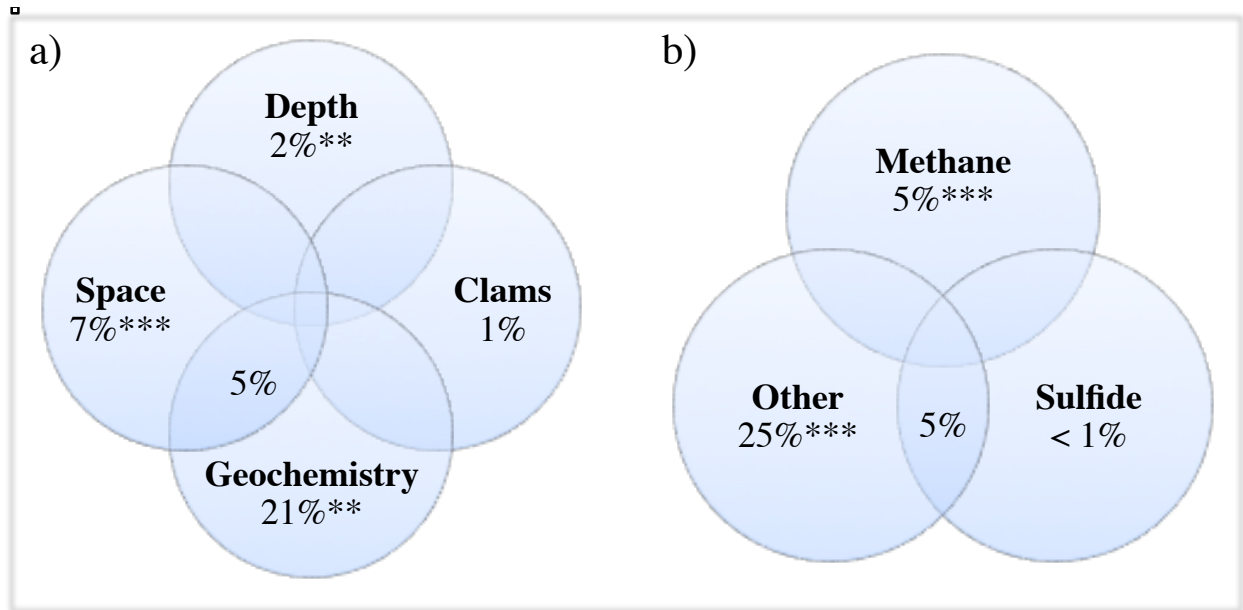 a)
Depth
2%**
Space
7%***
Clams
1%
5%
Geochemistry
21%**
b)
Methane
5%***
Other
25%***
5%
Sulfide
< 1%